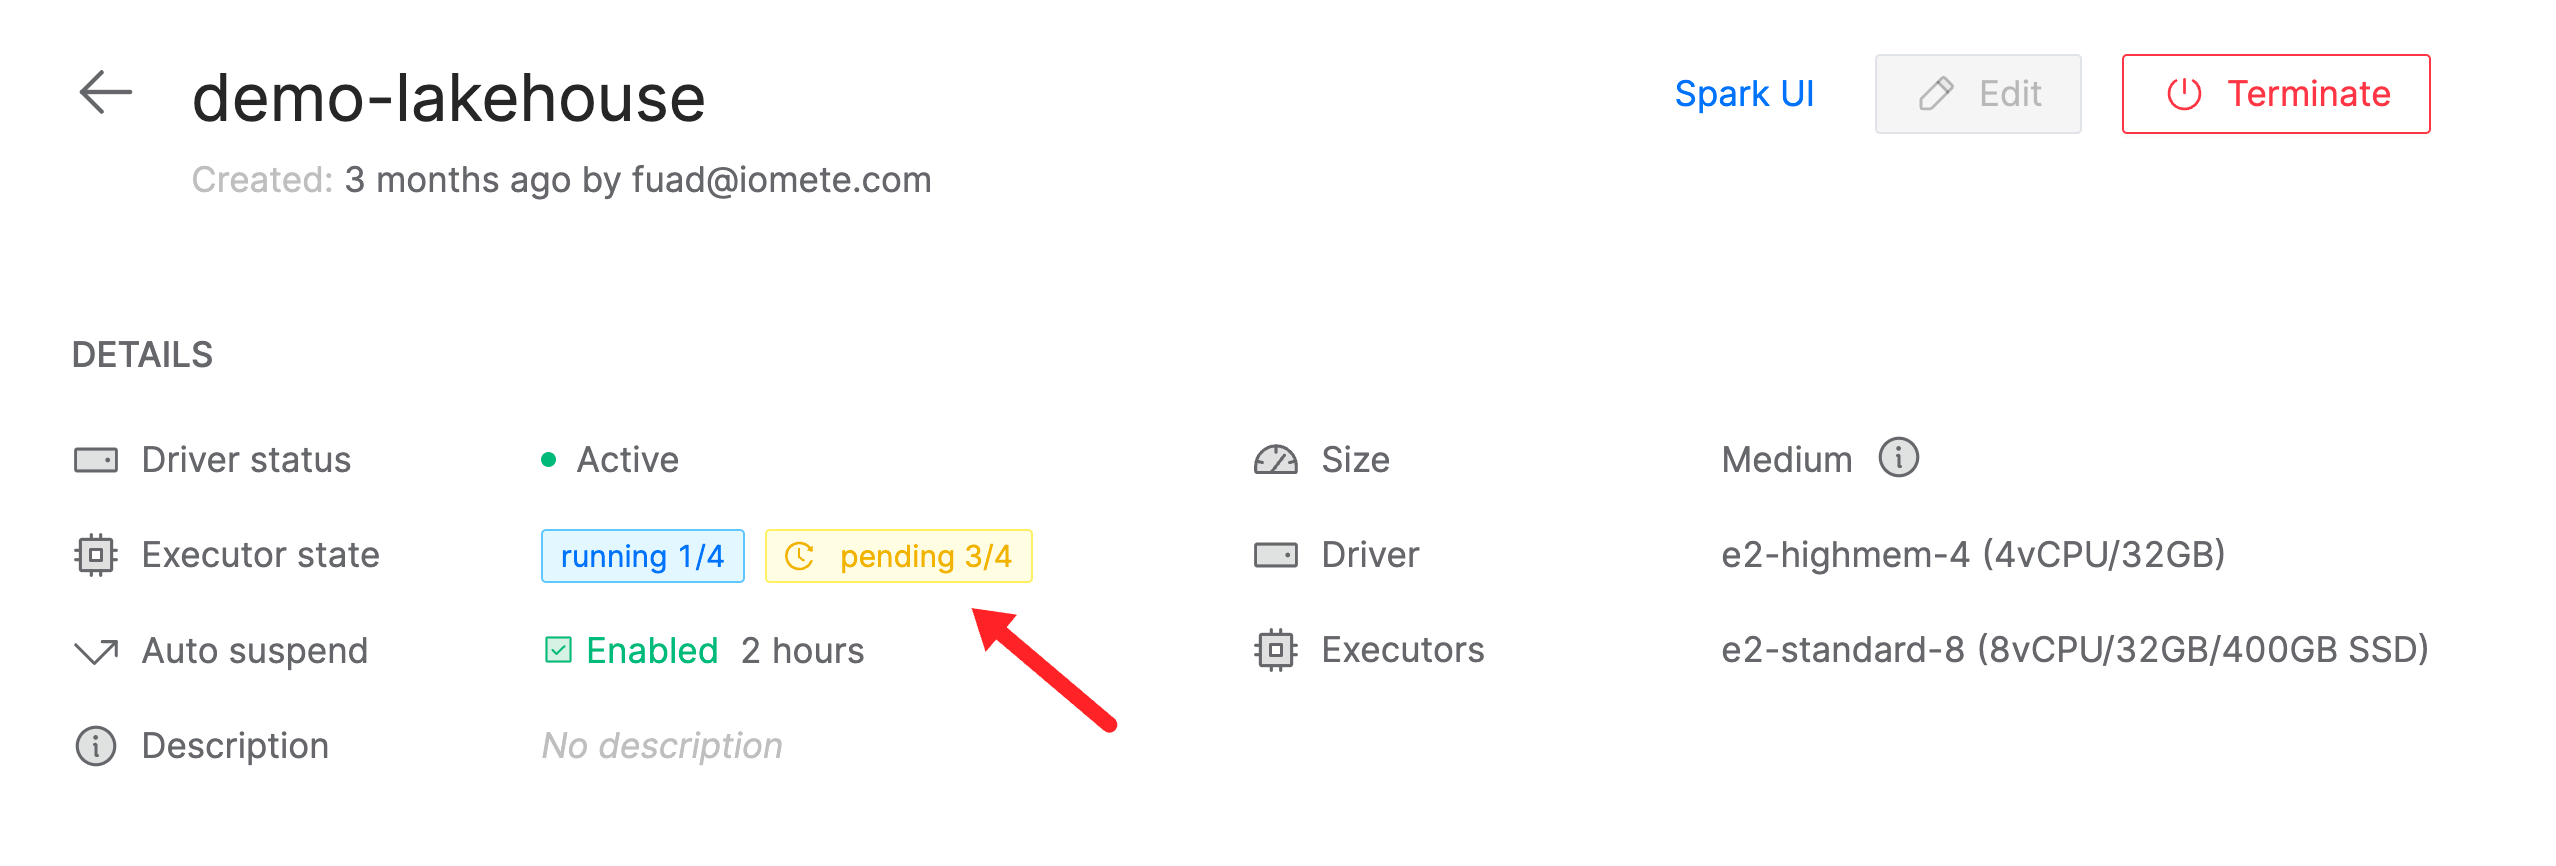 demo-lakehouse
Spark UI
Edit
Terminate
Created: 3 months ago by fuad@iomete.com
DETAILS
Driver status
Active
Size
Medium
Executor state
running 1/4
pending 3/4
Driver
e2-highmem-4 (4vCPU/32GB)
Auto suspend
Enabled 2 hours
Executors
e2-standard-8 (8vCPU/32GB/400GB SSD)
Description
No description